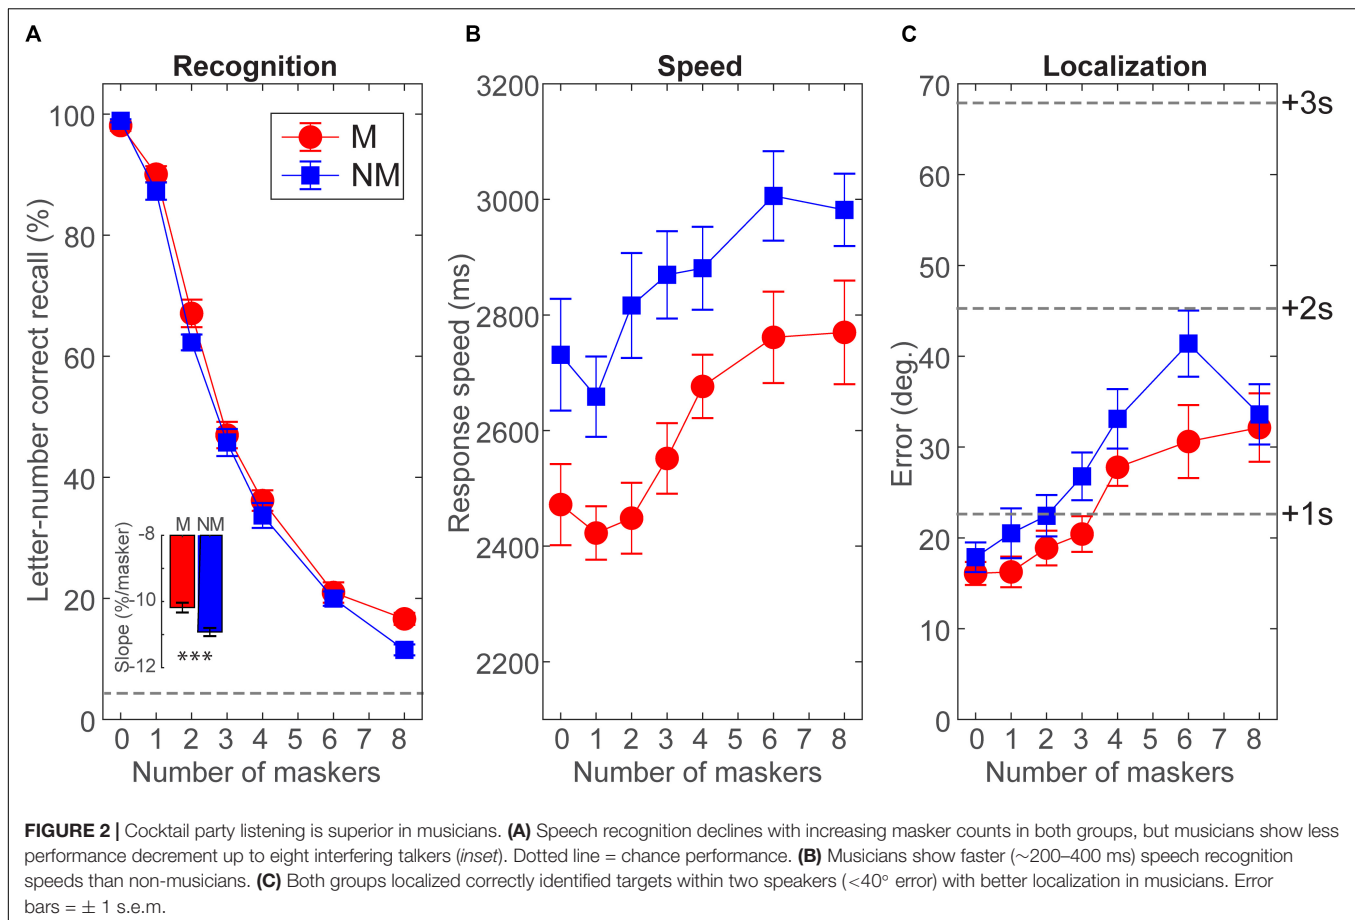 A
Recognition
100
80
60
40
20
0
Letter-number correct recall (%)
M
NM
M NM
-8
-10
-12
Slope (%/masker)
***
0 1 2 3 4 5 6 7 8
Number of maskers
B
Speed
3200
3000
2800
2600
2400
2200
Response speed (ms)
0 1 2 3 4 5 6 7 8
Number of maskers
C
Localization
70
60
50
40
30
20
10
0
Error (deg.)
+3s
+2s
+1s
0 1 2 3 4 5 6 7 8
Number of maskers
FIGURE 2 | Cocktail party listening is superior in musicians. (A) Speech recognition declines with increasing masker counts in both groups, but musicians show less
performance decrement up to eight interfering talkers (inset). Dotted line = chance performance. (B) Musicians show faster (∼200–400 ms) speech recognition
speeds than non-musicians. (C) Both groups localized correctly identified targets within two speakers (<40° error) with better localization in musicians. Error
bars = ± 1 s.e.m.